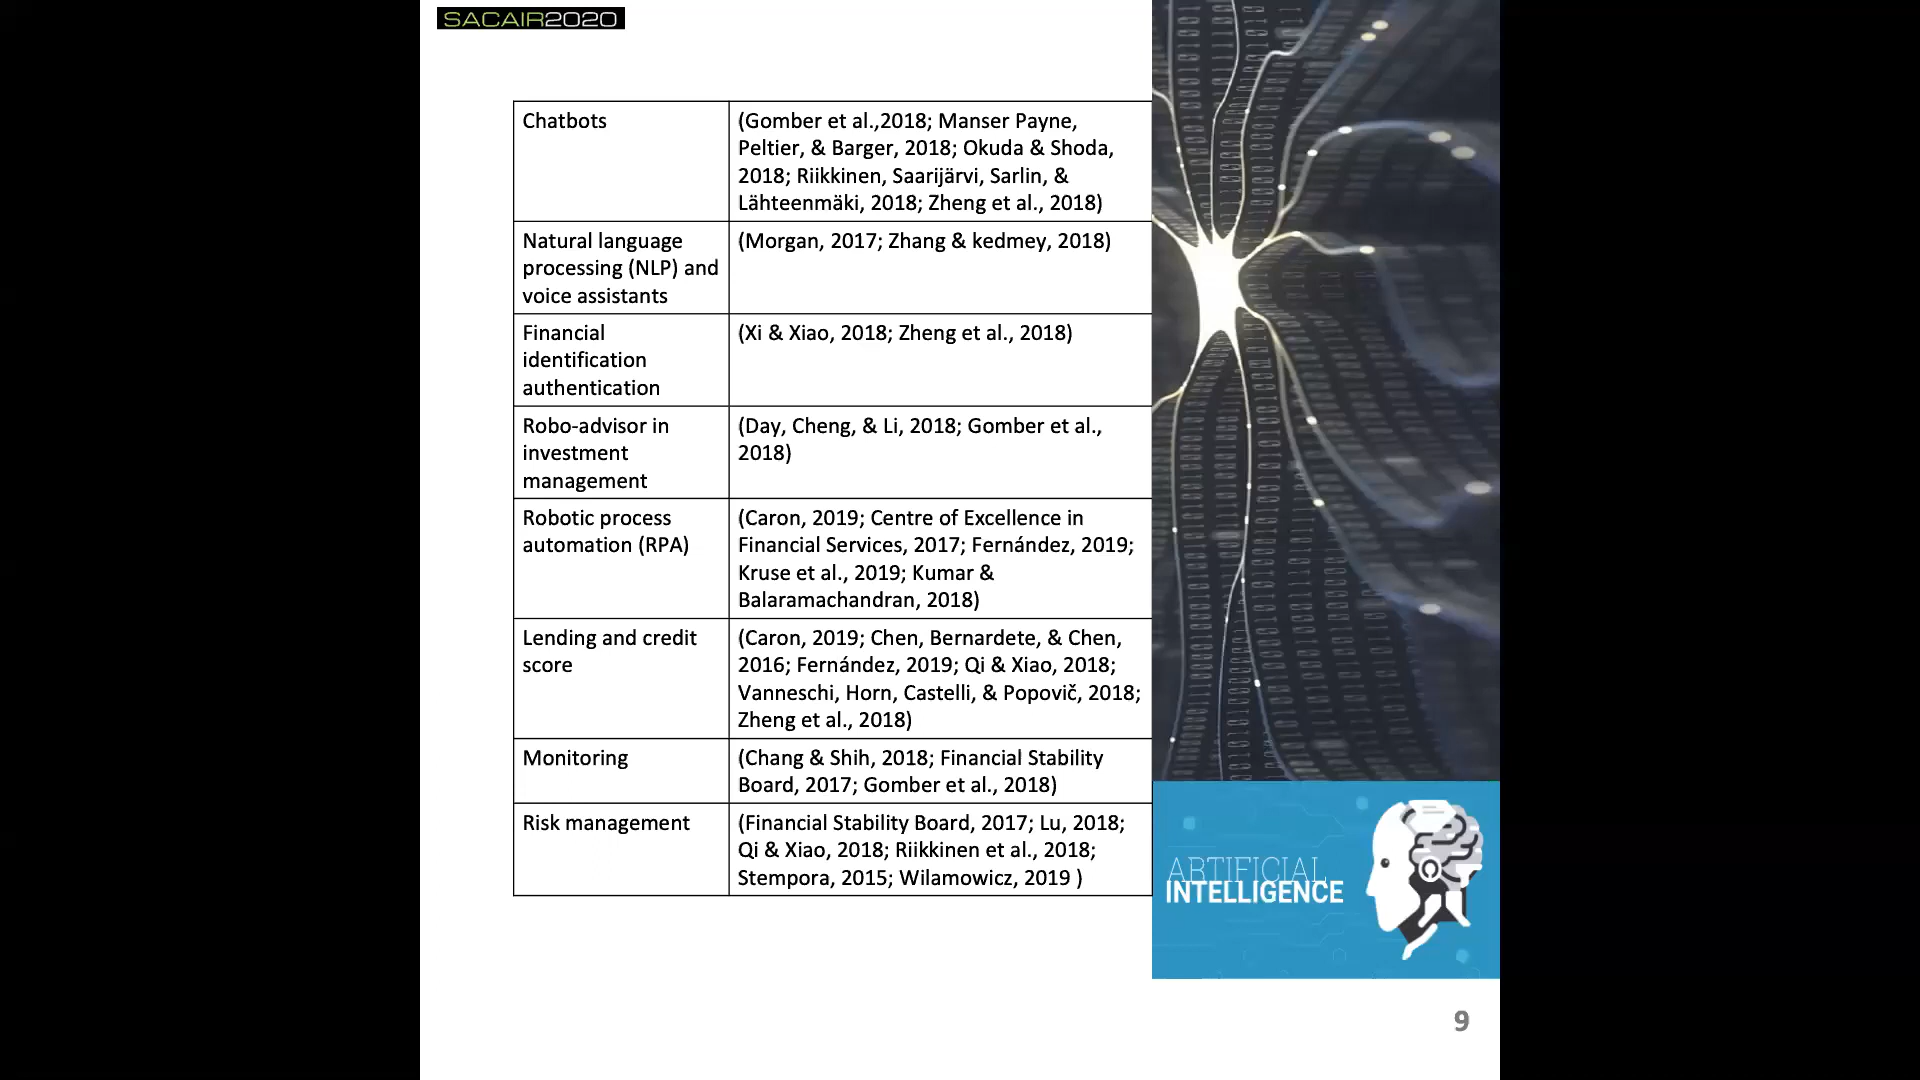 SACAIR2020
Chatbots
(Gomber et al.,2018; Manser Payne,
Peltier, & Barger, 2018; Okuda & Shoda,
2018; Riikkinen, Saarijärvi, Sarlin, &
Lähteenmäki, 2018; Zheng et al., 2018)
Natural language
processing (NLP) and
voice assistants
(Morgan, 2017; Zhang & kedmey, 2018)
Financial
identification
authentication
(Xi & Xiao, 2018; Zheng et al., 2018)
Robo-advisor in
investment
management
(Day, Cheng, & Li, 2018; Gomber et al.,
2018)
Robotic process
automation (RPA)
(Caron, 2019; Centre of Excellence in
Financial Services, 2017; Fernández, 2019;
Kruse et al., 2019; Kumar &
Balaramachandran, 2018)
Lending and credit
score
(Caron, 2019; Chen, Bernardete, & Chen,
2016; Fernández, 2019; Qi & Xiao, 2018;
Vanneschi, Horn, Castelli, & Popovič, 2018;
Zheng et al., 2018)
Monitoring
(Chang & Shih, 2018; Financial Stability
Board, 2017; Gomber et al., 2018)
Risk management
(Financial Stability Board, 2017; Lu, 2018;
Qi & Xiao, 2018; Riikkinen et al., 2018;
Stempora, 2015; Wilamowicz, 2019 )
ARTIFICIAL
INTELLIGENCE
9